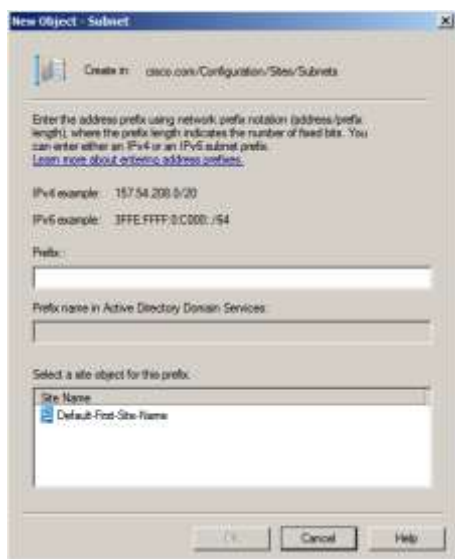 New Object - Subnet
Create in: cisco.com/Configuration/Sites/Subnets
Enter the address prefix using network prefix notation (address/prefix
length), where the prefix length indicates the number of fixed bits. You
can enter either an IPv4 or an IPv6 subnet prefix.
Learn more about entering address prefixes.
IPv4 example: 157.54.208.0/20
IPv6 example: 3FFE:FFFF:0:C000::/64
Prefix:
Prefix name in Active Directory Domain Services:
Select a site object for this prefix.
Site Name
Default-First-Site-Name
OK
Cancel
Help